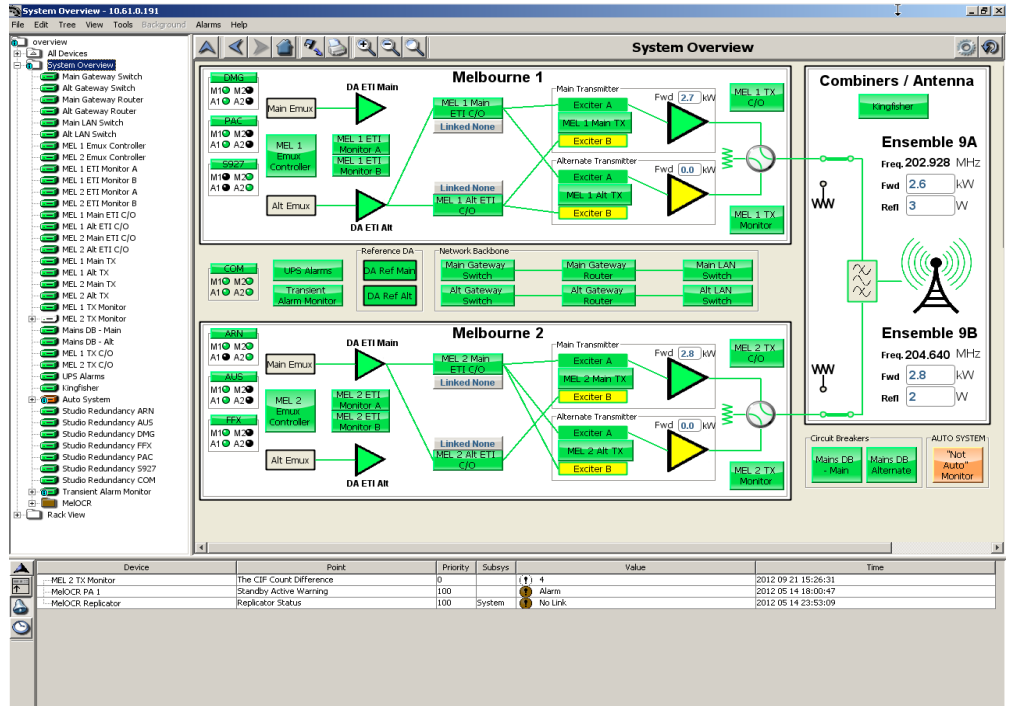 System Overview - 10.61.0.191
File Edit Tree View Tools Background Alarms Help
overview
All Devices
System Overview
Main Gateway Switch
Alt Gateway Switch
Main Gateway Router
Alt Gateway Router
Main LAN Switch
Alt LAN Switch
MEL 1 Emux Controller
MEL 2 Emux Controller
MEL 1 ETI Monitor A
MEL 1 ETI Monitor B
MEL 2 ETI Monitor A
MEL 2 ETI Monitor B
MEL 1 Main ETI C/O
MEL 1 Alt ETI C/O
MEL 2 Main ETI C/O
MEL 2 Alt ETI C/O
MEL 1 Main TX
MEL 1 Alt TX
MEL 2 Main TX
MEL 2 Alt TX
MEL 1 TX Monitor
MEL 2 TX Monitor
Mains DB - Main
Mains DB - Alt
MEL 1 TX C/O
MEL 2 TX C/O
UPS Alarms
Kingfisher
Auto System
Studio Redundancy ARN
Studio Redundancy AUS
Studio Redundancy DMG
Studio Redundancy FFX
Studio Redundancy PAC
Studio Redundancy S927
Studio Redundancy COM
Transient Alarm Monitor
MelOCR
Rack View
System Overview
Melbourne 1
DMG
M1 M2
A1 A2
PAC
M1 M2
A1 A2
S927
M1 M2
A1 A2
Main Emux
MEL 1
Emux
Controller
Alt Emux
DA ETI Main
MEL 1 ETI
Monitor A
MEL 1 ETI
Monitor B
DA ETI Alt
MEL 1 Main
ETI C/O
Linked None
Linked None
MEL 1 Alt ETI
C/O
Main Transmitter
Exciter A
MEL 1 Main TX
Exciter B
Fwd 2.7 kW
Alternate Transmitter
Exciter A
MEL 1 Alt TX
Exciter B
Fwd 0.0 kW
MEL 1 TX
C/O
MEL 1 TX
Monitor
COM
M1 M2
A1 A2
UPS Alarms
Transient
Alarm Monitor
Reference DA
DA Ref Main
DA Ref Alt
Network Backbone
Main Gateway
Switch
Main Gateway
Router
Main LAN
Switch
Alt Gateway
Switch
Alt Gateway
Router
Alt LAN
Switch
Melbourne 2
ARN
M1 M2
A1 A2
AUS
M1 M2
A1 A2
FFX
M1 M2
A1 A2
Main Emux
MEL 2
Emux
Controller
Alt Emux
DA ETI Main
MEL 2 ETI
Monitor A
MEL 2 ETI
Monitor B
DA ETI Alt
MEL 2 Main
ETI C/O
Linked None
Linked None
MEL 2 Alt ETI
C/O
Main Transmitter
Exciter A
MEL 2 Main TX
Exciter B
Fwd 2.8 kW
Alternate Transmitter
Exciter A
MEL 2 Alt TX
Exciter B
Fwd 0.0 kW
MEL 2 TX
C/O
MEL 2 TX
Monitor
Combiners / Antenna
Kingfisher
Ensemble 9A
Freq. 202.928 MHz
Fwd 2.6 kW
Refl 3 W
Ensemble 9B
Freq. 204.640 MHz
Fwd 2.8 kW
Refl 2 W
Circuit Breakers
Mains DB
- Main
Mains DB
Alternate
AUTO SYSTEM
"Not
Auto"
Monitor
Device Point Priority Subsys Value Time
MEL 2 TX Monitor The CIF Count Difference 0 4 2012 09 21 15:26:31
MelOCR PA 1 Standby Active Warning 100 Alarm 2012 05 14 18:00:47
MelOCR Replicator Replicator Status 100 System No Link 2012 05 14 23:53:09